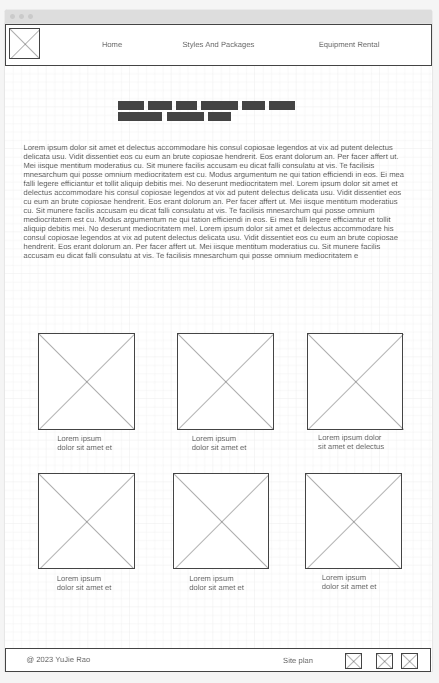 Home Styles And Packages Equipment Rental
Lorem ipsum dolor sit amet et delectus accommodare his consul copiosae legendos at vix ad putent delectus
delicata usu. Vidit dissentiet eos cu eum an brute copiosae hendrerit. Eos erant dolorum an. Per facer affert ut.
Mei iisque mentitum moderatius cu. Sit munere facilis accusam eu dicat falli consulatu at vis. Te facilisis
mnesarchum qui posse omnium mediocritatem est cu. Modus argumentum ne qui tation efficiendi in eos. Ei mea
falli legere efficiantur et tollit aliquip debitis mei. No deserunt mediocritatem mel. Lorem ipsum dolor sit amet et
delectus accommodare his consul copiosae legendos at vix ad putent delectus delicata usu. Vidit dissentiet eos
cu eum an brute copiosae hendrerit. Eos erant dolorum an. Per facer affert ut. Mei iisque mentitum moderatius
cu. Sit munere facilis accusam eu dicat falli consulatu at vis. Te facilisis mnesarchum qui posse omnium
mediocritatem est cu. Modus argumentum ne qui tation efficiendi in eos. Ei mea falli legere efficiantur et tollit
aliquip debitis mei. No deserunt mediocritatem mel. Lorem ipsum dolor sit amet et delectus accommodare his
consul copiosae legendos at vix ad putent delectus delicata usu. Vidit dissentiet eos cu eum an brute copiosae
hendrerit. Eos erant dolorum an. Per facer affert ut. Mei iisque mentitum moderatius cu. Sit munere facilis
accusam eu dicat falli consulatu at vis. Te facilisis mnesarchum qui posse omnium mediocritatem e
Lorem ipsum
dolor sit amet et
Lorem ipsum
dolor sit amet et
Lorem ipsum dolor
sit amet et delectus
Lorem ipsum
dolor sit amet et
Lorem ipsum
dolor sit amet et
Lorem ipsum
dolor sit amet et
@ 2023 YuJie Rao Site plan